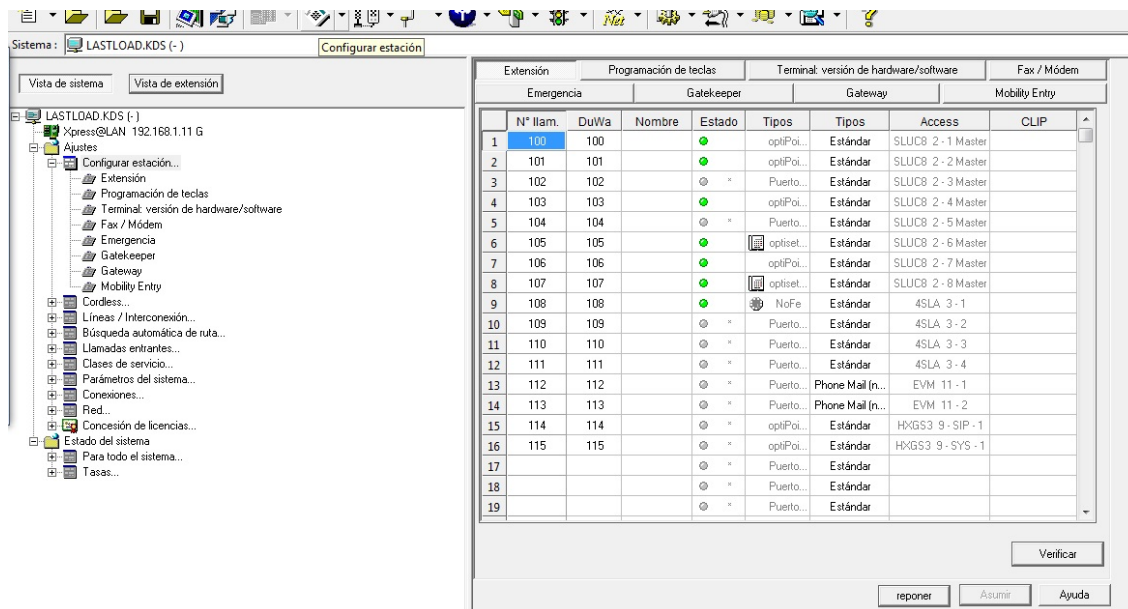 Net
Sistema : LASTLOAD.KDS (- )
Configurar estación
Vista de sistema Vista de extensión
LASTLOAD.KDS (- )
Xpress@LAN 192.168.1.11 G
Ajustes
Configurar estación...
Extensión
Programación de teclas
Terminal: versión de hardware/software
Fax / Módem
Emergencia
Gatekeeper
Gateway
Mobility Entry
Cordless...
Líneas / Interconexión...
Búsqueda automática de ruta...
Llamadas entrantes...
Clases de servicio...
Parámetros del sistema...
Conexiones...
Red...
Concesión de licencias...
Estado del sistema
Para todo el sistema...
Tasas...
Extensión Programación de teclas Terminal: versión de hardware/software Fax / Módem
Emergencia Gatekeeper Gateway Mobility Entry
N° llam. DuWa Nombre Estado Tipos Tipos Access CLIP
1 100 100 optiPoi... Estándar SLUC8 2 - 1 Master
2 101 101 optiPoi... Estándar SLUC8 2 - 2 Master
3 102 102 * Puerto... Estándar SLUC8 2 - 3 Master
4 103 103 optiPoi... Estándar SLUC8 2 - 4 Master
5 104 104 * Puerto... Estándar SLUC8 2 - 5 Master
6 105 105 optiset... Estándar SLUC8 2 - 6 Master
7 106 106 optiPoi... Estándar SLUC8 2 - 7 Master
8 107 107 optiset... Estándar SLUC8 2 - 8 Master
9 108 108 NoFe Estándar 4SLA 3 - 1
10 109 109 * Puerto... Estándar 4SLA 3 - 2
11 110 110 * Puerto... Estándar 4SLA 3 - 3
12 111 111 * Puerto... Estándar 4SLA 3 - 4
13 112 112 * Puerto... Phone Mail (n... EVM 11 - 1
14 113 113 * Puerto... Phone Mail (n... EVM 11 - 2
15 114 114 * optiPoi... Estándar HXGS3 9 - SIP - 1
16 115 115 * optiPoi... Estándar HXGS3 9 - SYS - 1
17 * Puerto... Estándar
18 * Puerto... Estándar
19 * Puerto... Estándar
Verificar
reponer Asumir Ayuda